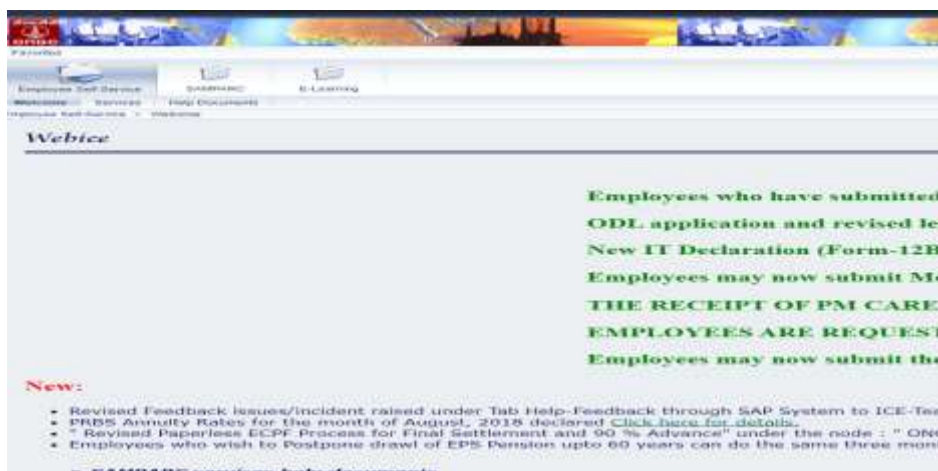 ONGC
Favorites
Employee Self-Service SAMPARC E-Learning
Welcome Services Help Documents
Employee Self-Service > Welcome
Webice
Employees who have submitted
ODL application and revised le
New IT Declaration (Form-12B
Employees may now submit Me
THE RECEIPT OF PM CARE
EMPLOYEES ARE REQUEST
Employees may now submit the
New:
• Revised Feedback issues/incident raised under Tab Help-Feedback through SAP System to ICE-Tea
• PRBS Annuity Rates for the month of August, 2018 declared Click here for details.
• " Revised Paperless ECPF Process for Final Settlement and 90 % Advance" under the node : " ONG
• Employees who wish to Postpone drawl of EPS Pension upto 60 years can do the same three mon